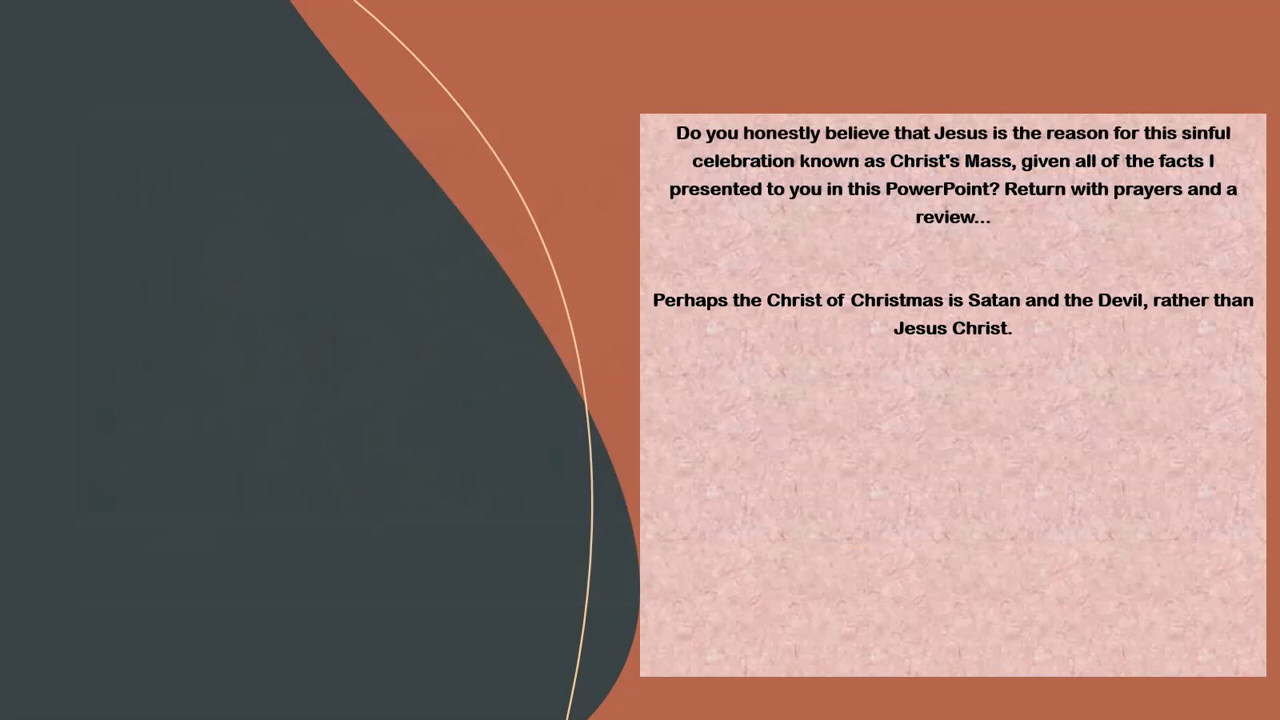 Do you honestly believe that Jesus is the reason for this sinful
celebration known as Christ's Mass, given all of the facts I
presented to you in this PowerPoint? Return with prayers and a
review...
Perhaps the Christ of Christmas is Satan and the Devil, rather than
Jesus Christ.